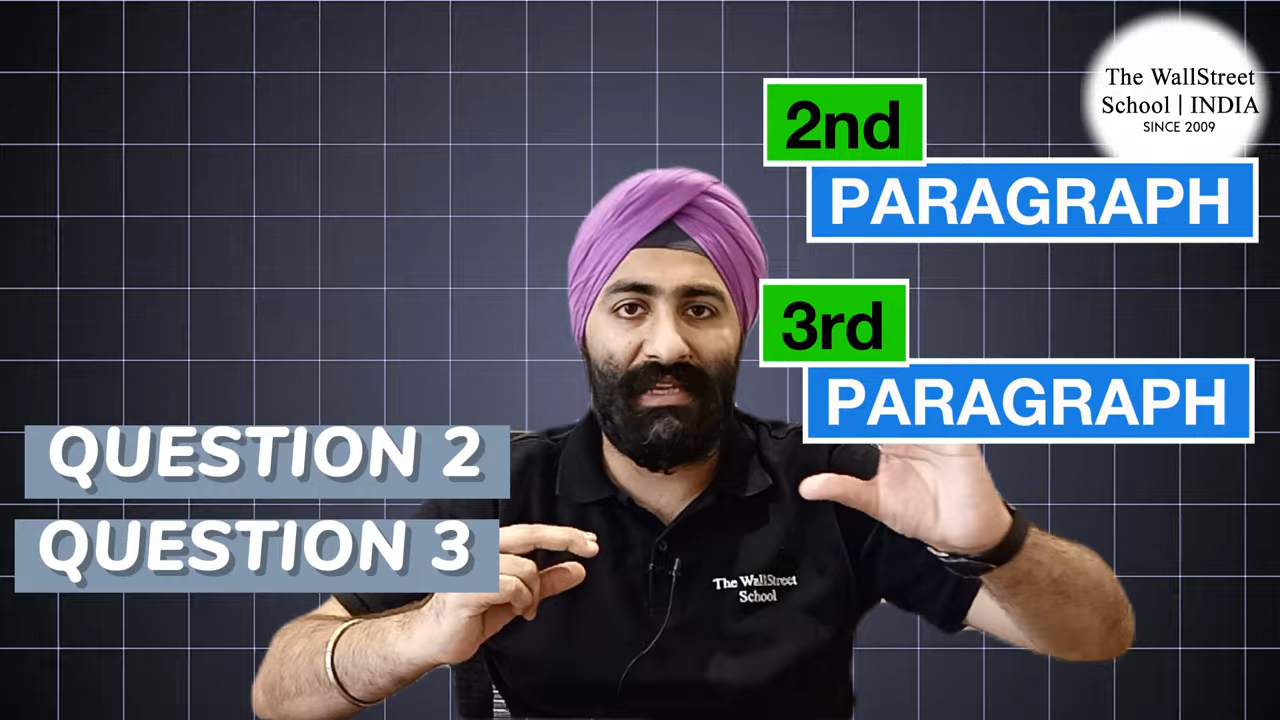 The WallStreet
School | INDIA
SINCE 2009
2nd
PARAGRAPH
3rd
PARAGRAPH
QUESTION 2
QUESTION 3
The WallStreet
School